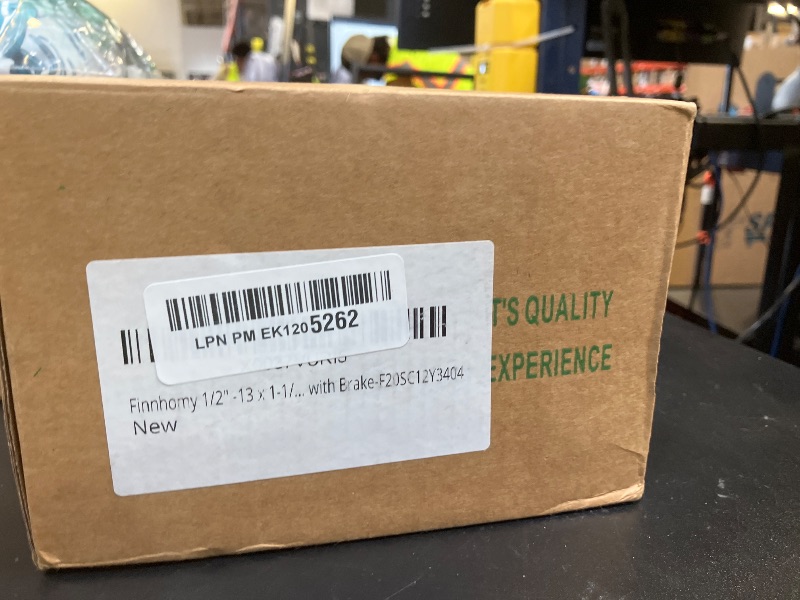 LPN PM EK1205262
Finnhomy 1/2" -13 x 1-1/... with Brake-F20SC12Y3404
New
T'S QUALITY
EXPERIENCE